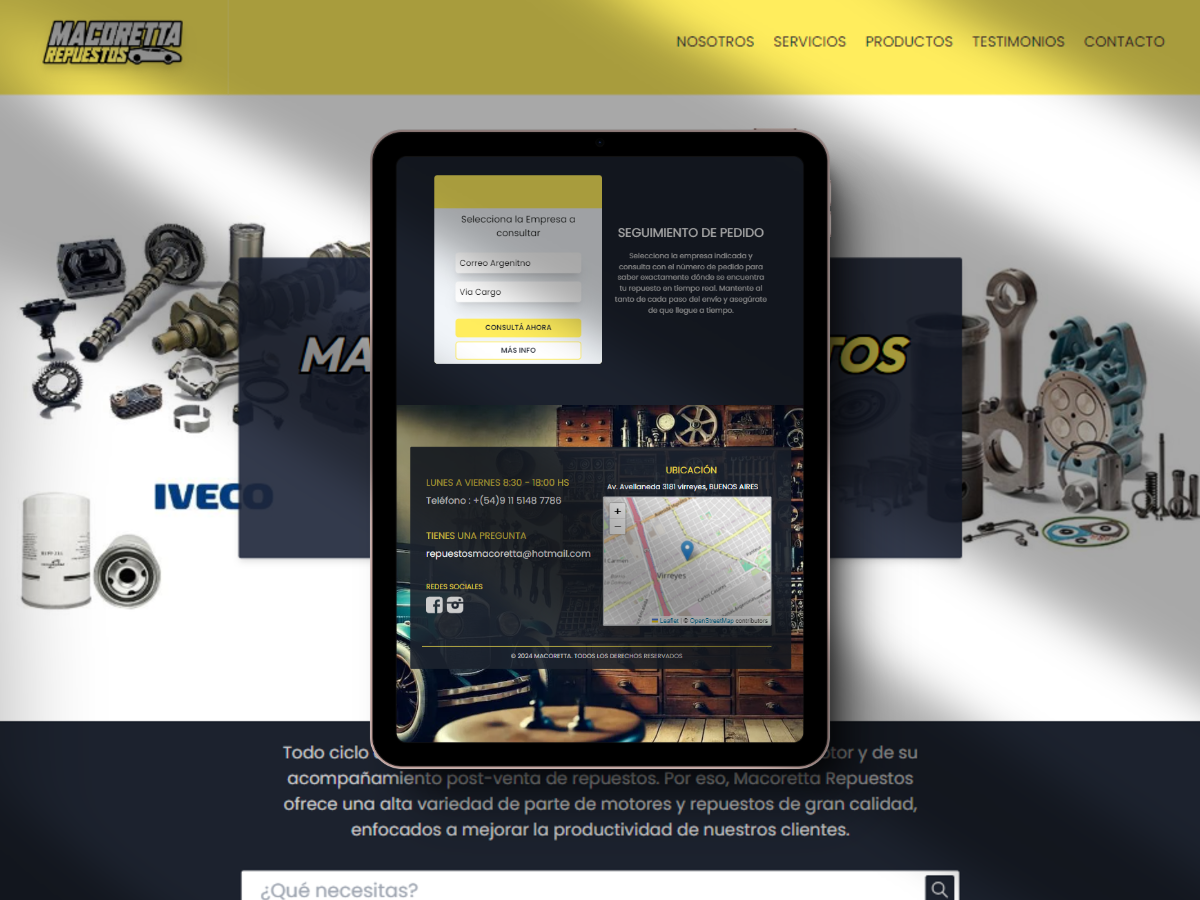 MACORETTA
REPUESTOS
NOSOTROS SERVICIOS PRODUCTOS TESTIMONIOS CONTACTO
Selecciona la Empresa a
consultar
Correo Argenitno
Via Cargo
CONSULTÁ AHORA
MÁS INFO
SEGUIMIENTO DE PEDIDO
Selecciona la empresa indicada y
consulta con el número de pedido para
saber exactamente dónde se encuentra
tu repuesto en tiempo real. Mantente al
tanto de cada paso del envío y asegúrate
de que llegue a tiempo.
MA
TOS
IVECO
LUNES A VIERNES 8:30 - 18:00 HS
Teléfono : +(54)9 11 5148 7786
TIENES UNA PREGUNTA
repuestosmacoretta@hotmail.com
REDES SOCIALES
UBICACIÓN
Av. Avellaneda 3181 virreyes, BUENOS AIRES
+
−
Virreyes
Leaflet | © OpenStreetMap contributors
© 2024 MACORETTA. TODOS LOS DERECHOS RESERVADOS
Todo ciclo tor y de su
acompañamiento post-venta de repuestos. Por eso, Macoretta Repuestos
ofrece una alta variedad de parte de motores y repuestos de gran calidad,
enfocados a mejorar la productividad de nuestros clientes.
¿Qué necesitas?